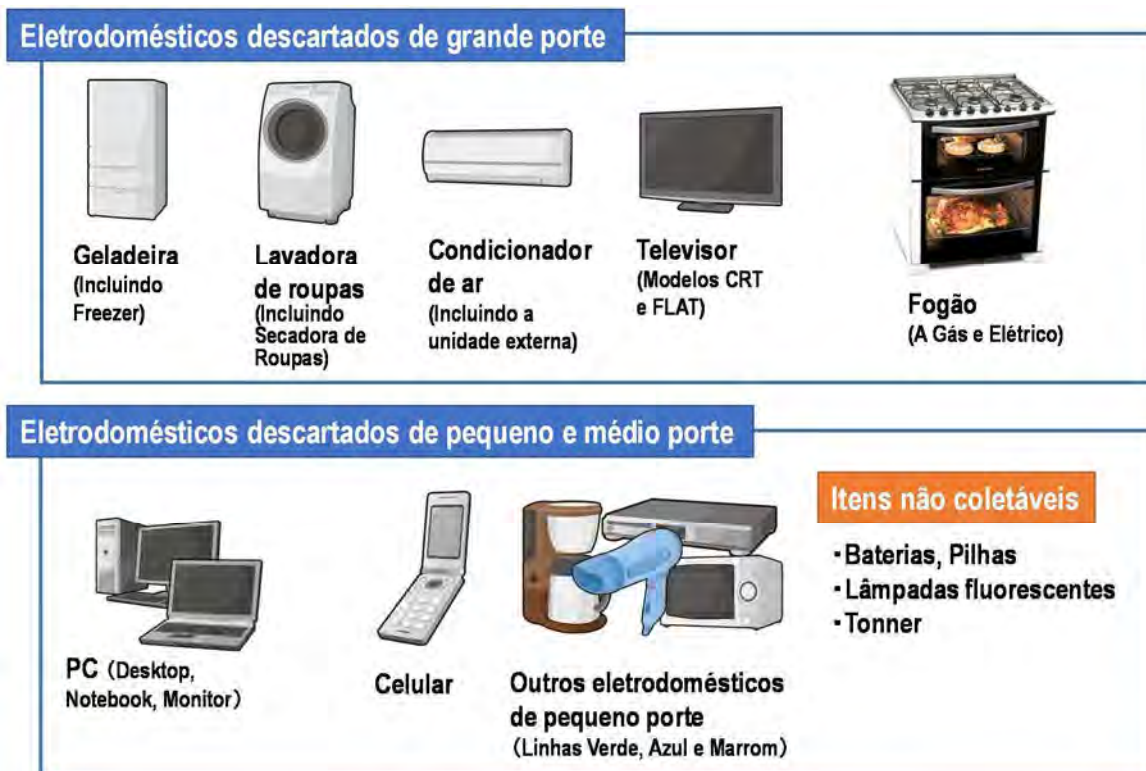 Eletrodomésticos descartados de grande porte
Geladeira
(Incluindo
Freezer)
Lavadora
de roupas
(Incluindo
Secadora de
Roupas)
Condicionador
de ar
(Incluindo a
unidade externa)
Televisor
(Modelos CRT
e FLAT)
Fogão
(A Gás e Elétrico)
Eletrodomésticos descartados de pequeno e médio porte
PC (Desktop,
Notebook, Monitor)
Celular
Outros eletrodomésticos
de pequeno porte
(Linhas Verde, Azul e Marrom)
Itens não coletáveis
・Baterias, Pilhas
・Lâmpadas fluorescentes
・Tonner